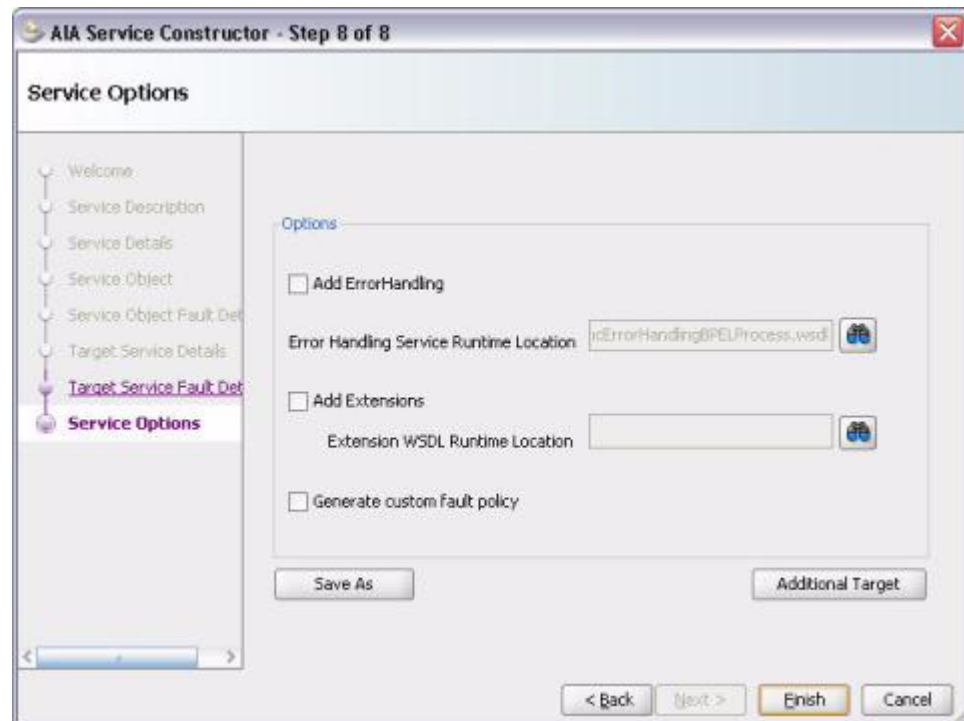 AIA Service Constructor - Step 8 of 8
Service Options
Welcome
Service Description
Service Details
Service Object
Service Object Fault Det
Target Service Details
Target Service Fault Det
Service Options
Options
Add ErrorHandling
Error Handling Service Runtime Location
cErrorHandlingBPELProcess.wsdl
Add Extensions
Extension WSDL Runtime Location
Generate custom fault policy
Save As
Additional Target
< Back
Next >
Finish
Cancel